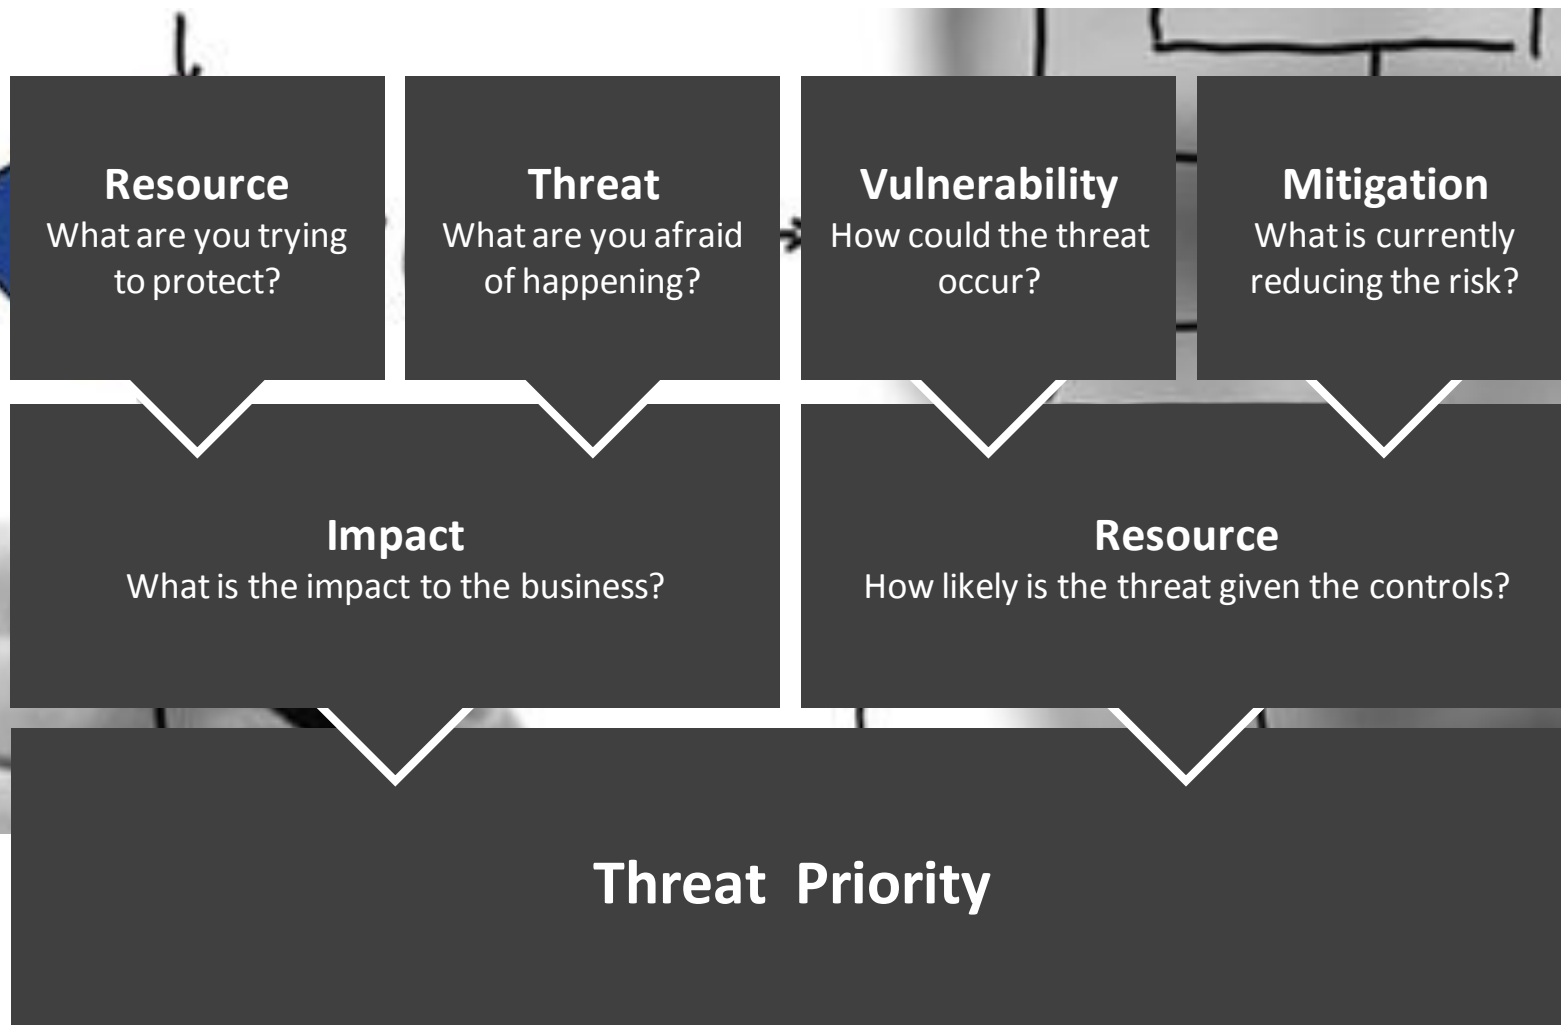 Resource
What are you trying
to protect?
Threat
What are you afraid
of happening?
Vulnerability
How could the threat
occur?
Mitigation
What is currently
reducing the risk?
Impact
What is the impact to the business?
Resource
How likely is the threat given the controls?
Threat Priority